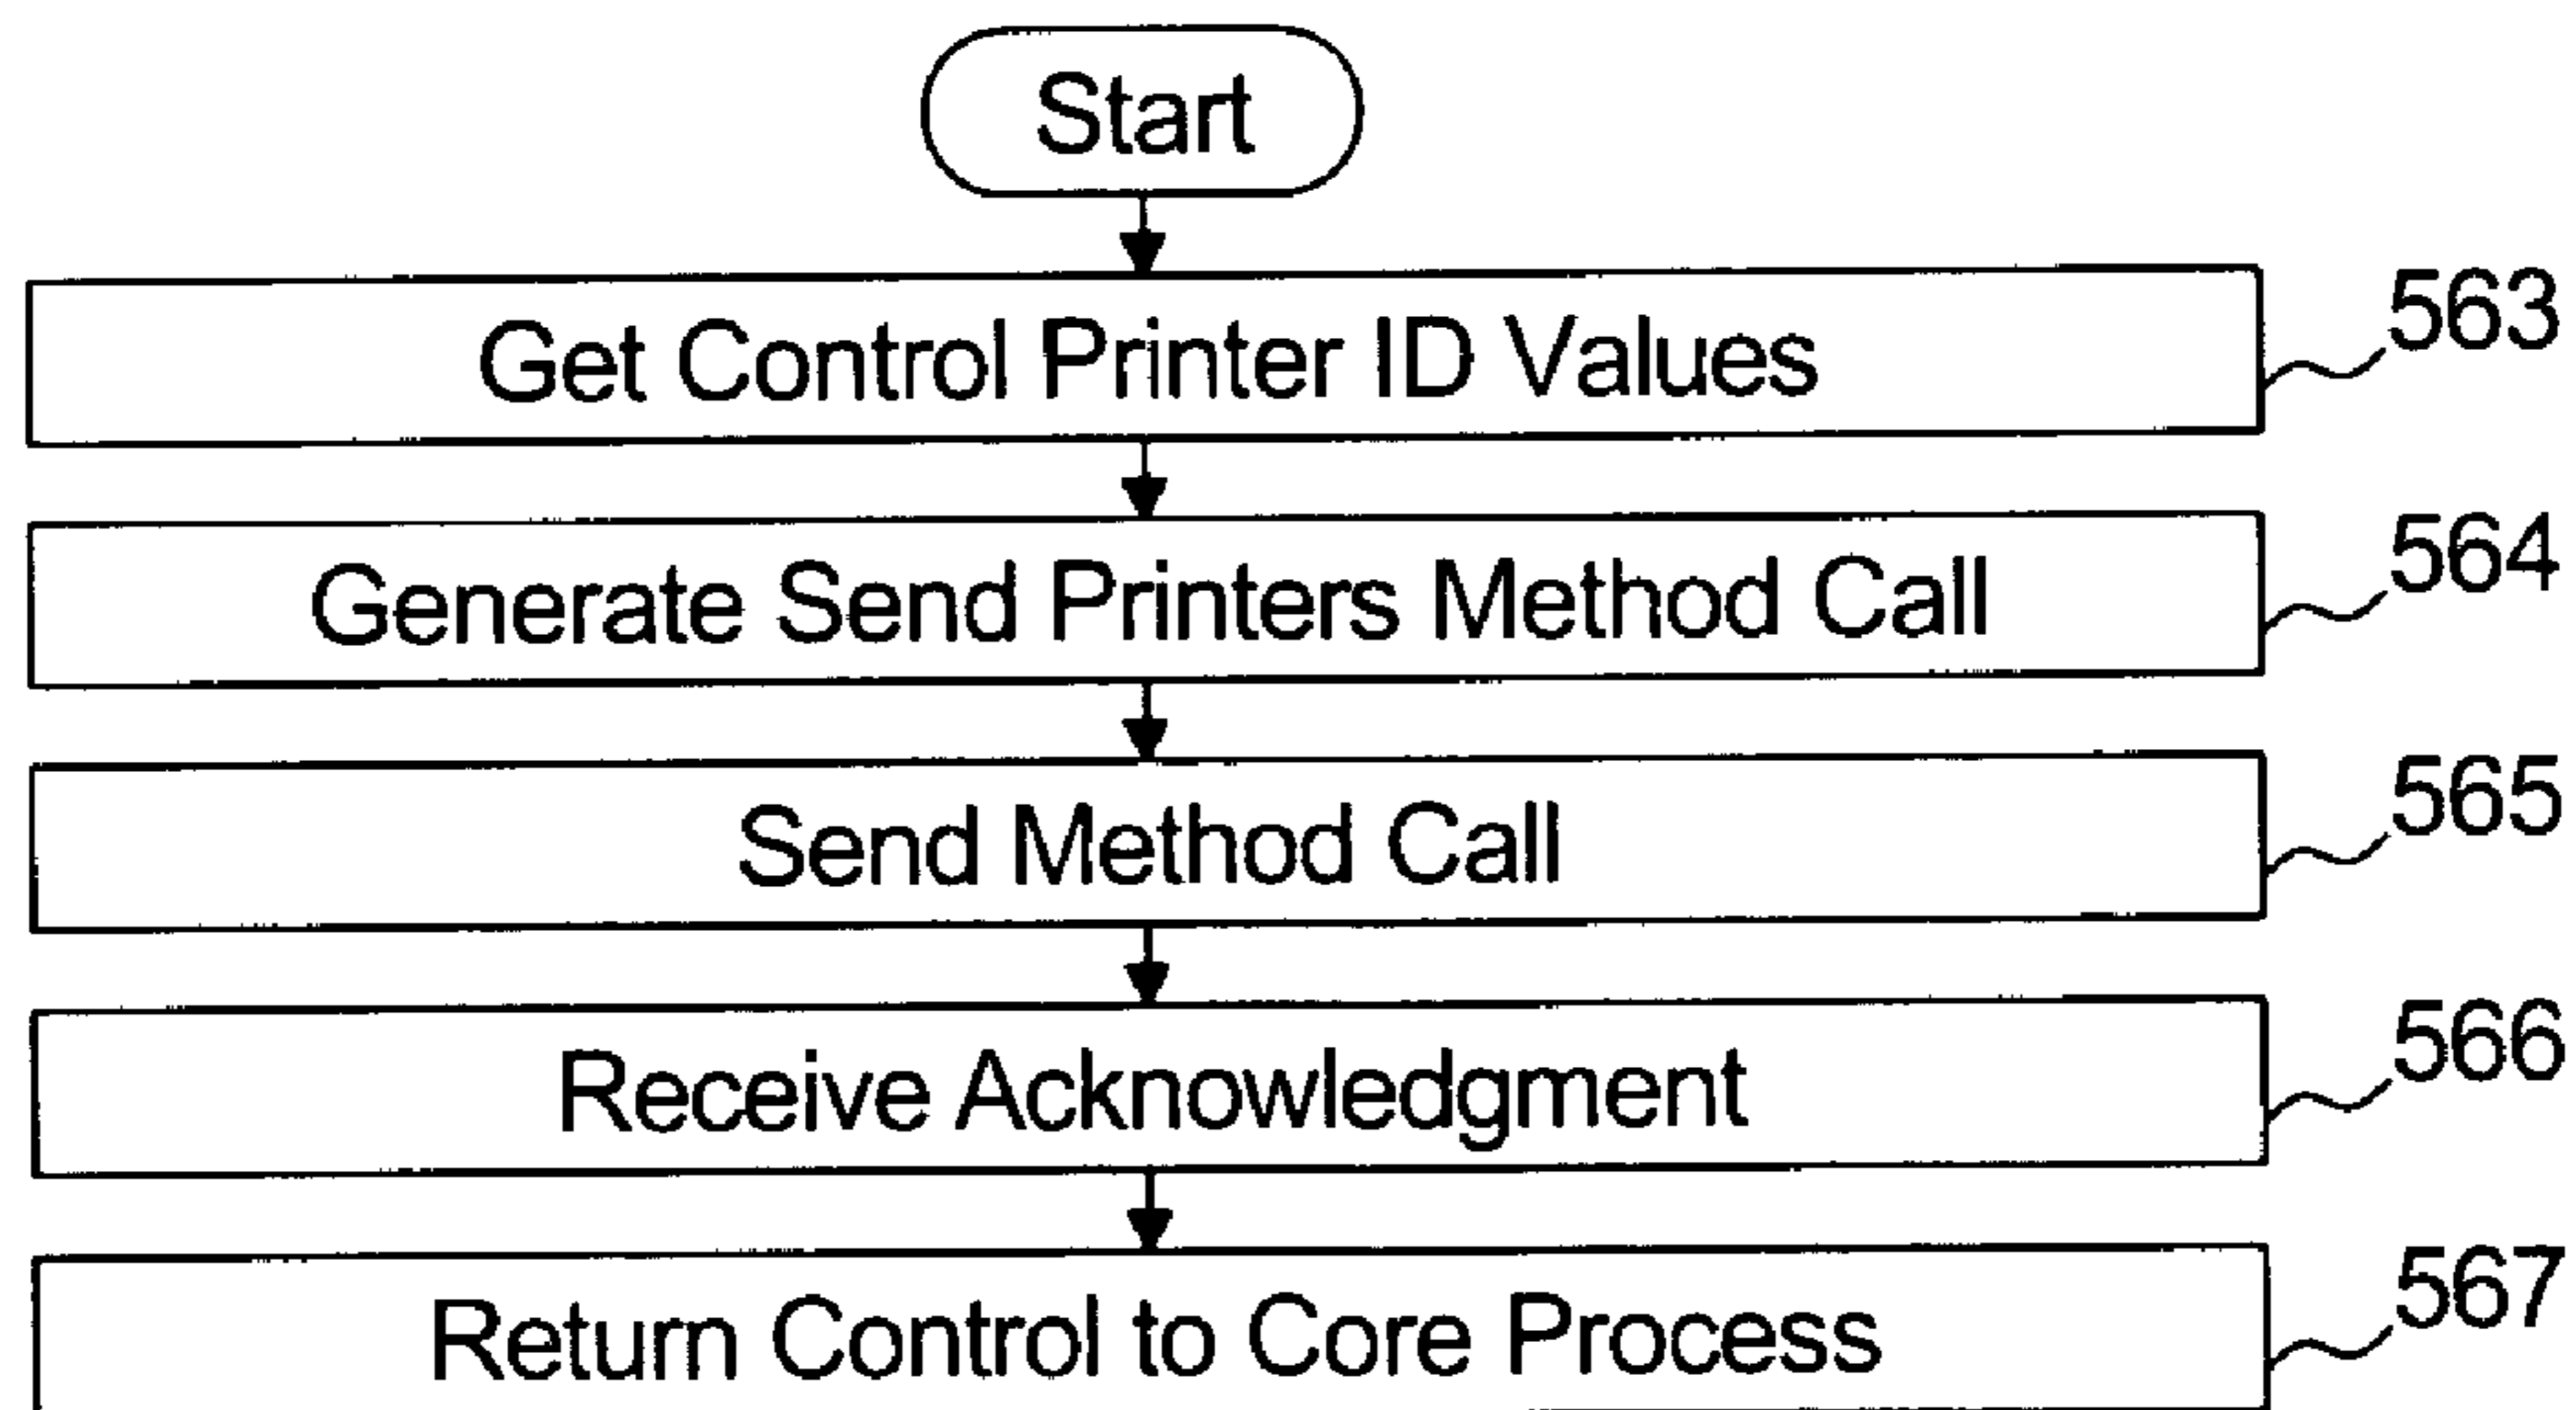 Start
Get Control Printer ID Values
563
Generate Send Printers Method Call
564
Send Method Call
565
Receive Acknowledgment
566
Return Control to Core Process
567